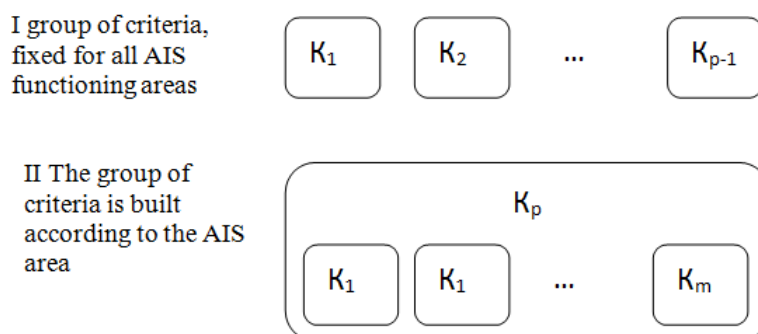 I group of criteria,
fixed for all AIS
functioning areas
K₁ K₂ ... Kₚ₋₁
II The group of
criteria is built
according to the AIS
area
Kₚ
K₁ K₁ ... Kₘ